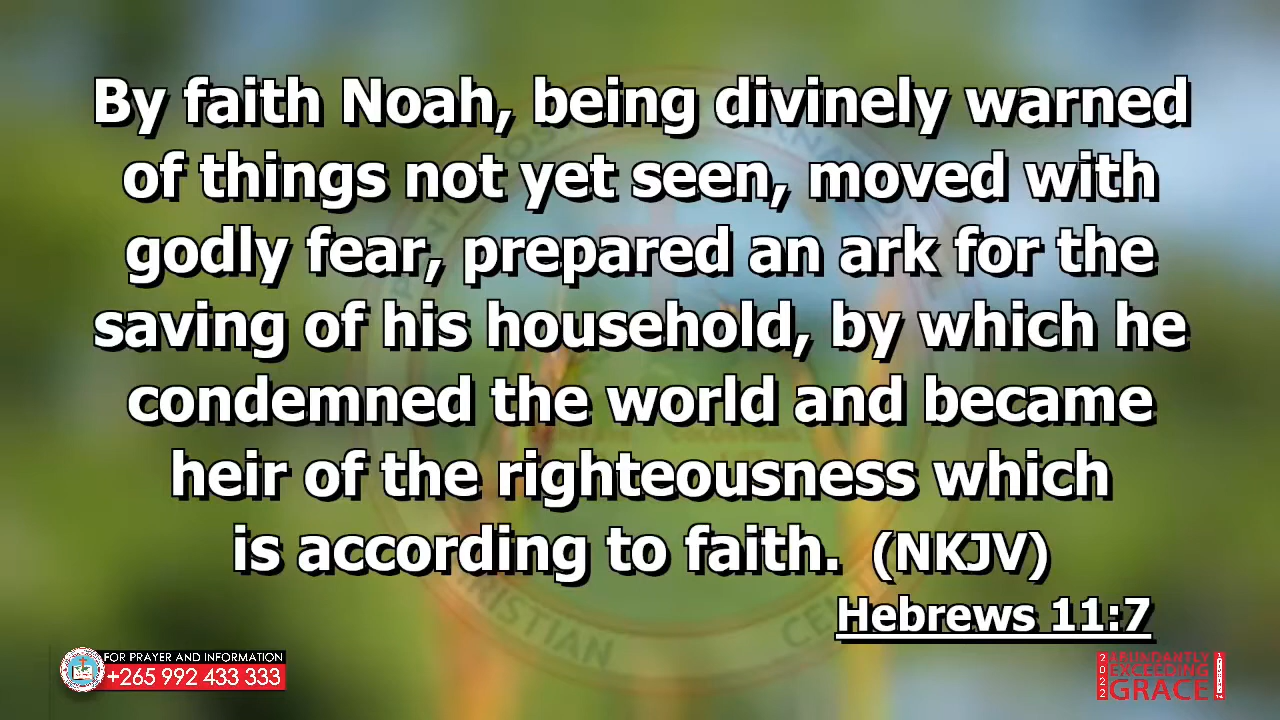 By faith Noah, being divinely warned
of things not yet seen, moved with
godly fear, prepared an ark for the
saving of his household, by which he
condemned the world and became
heir of the righteousness which
is according to faith. (NKJV)
Hebrews 11:7
FOR PRAYER AND INFORMATION
+265 992 433 333
2022
ABUNDANTLY
EXCEEDING
GRACE
CHRISTIAN